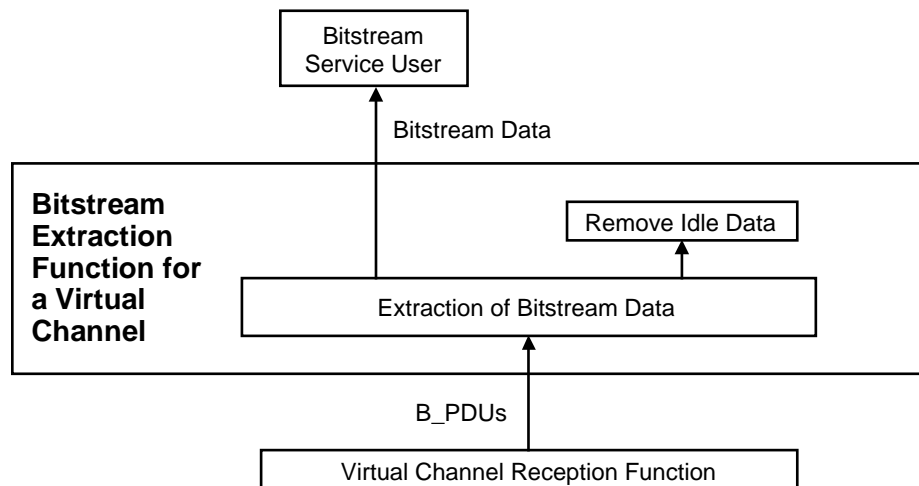 Bitstream
Service User
Bitstream Data
Bitstream
Extraction
Function for
a Virtual
Channel
Remove Idle Data
Extraction of Bitstream Data
B_PDUs
Virtual Channel Reception Function